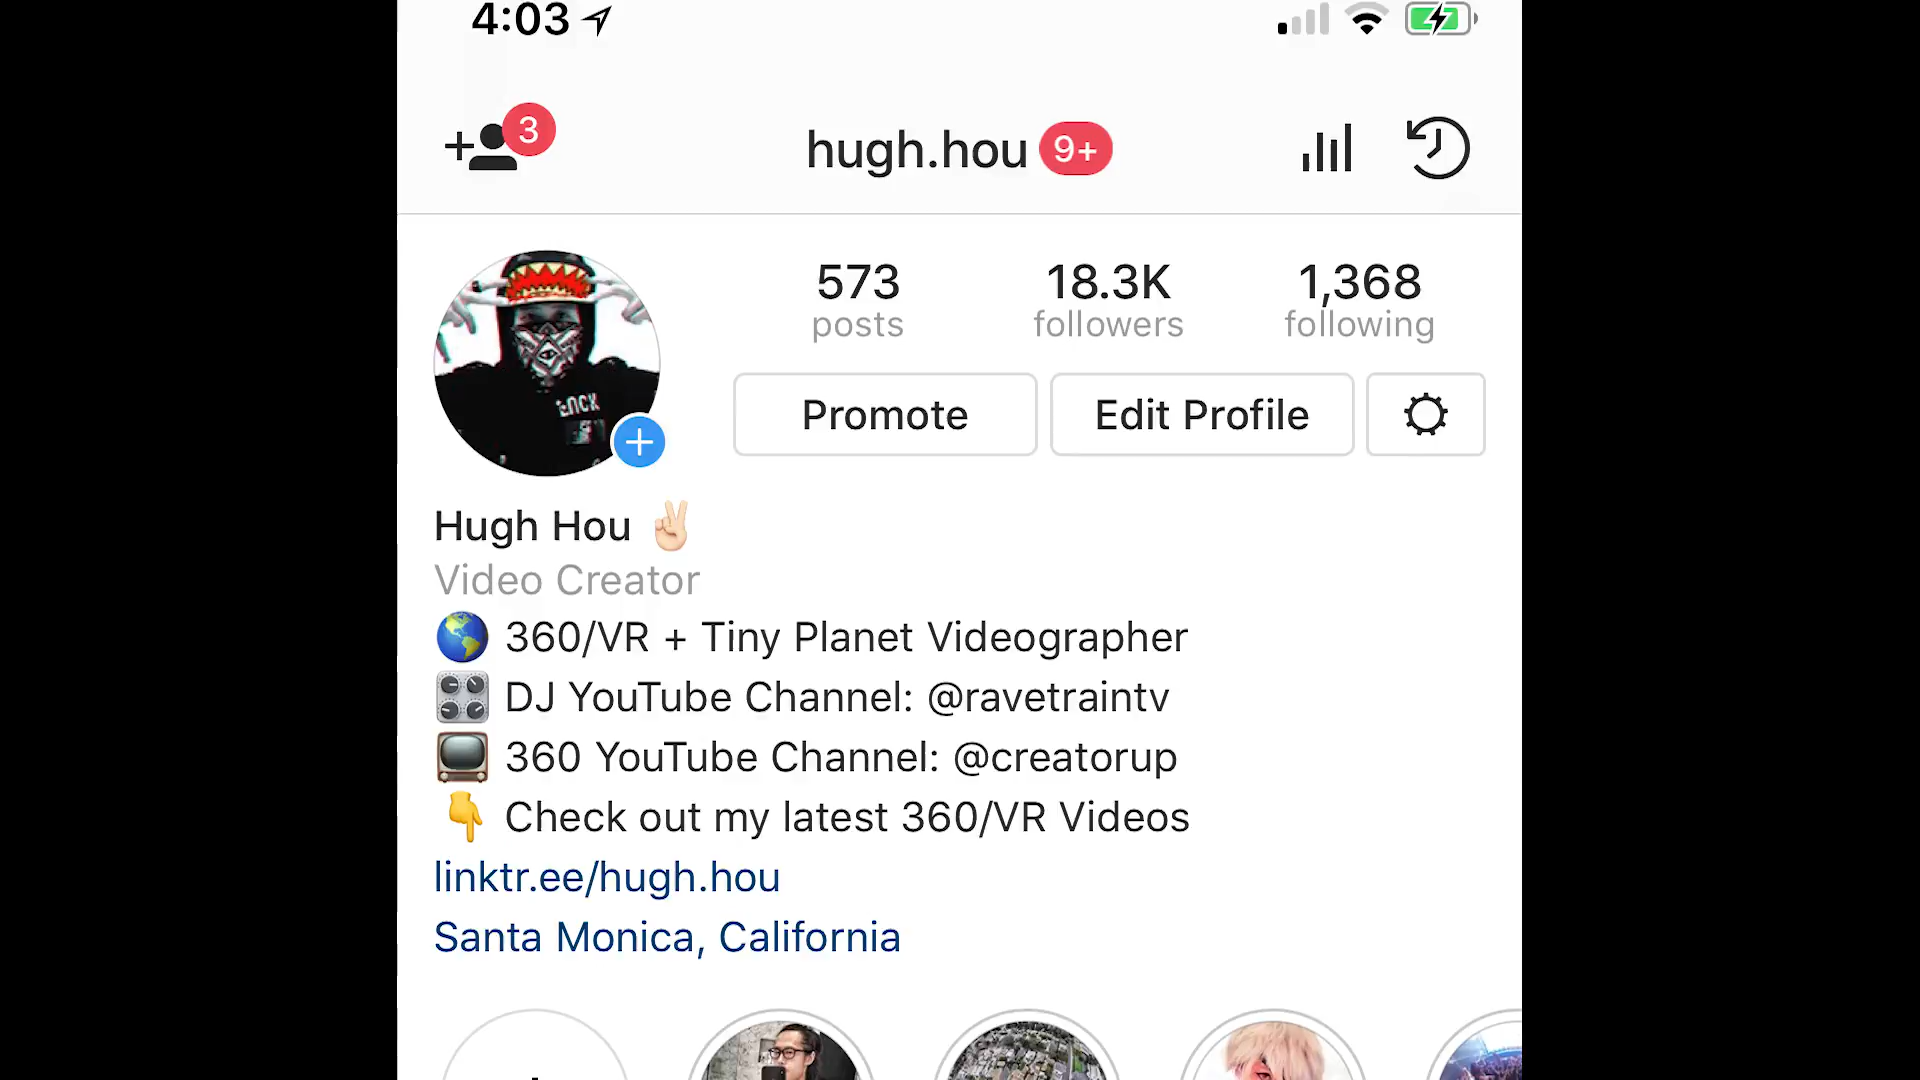 4:03
3
hugh.hou 9+
573 18.3K 1,368
posts followers following
Promote Edit Profile
Hugh Hou ✌🏻
Video Creator
🌎 360/VR + Tiny Planet Videographer
🎛 DJ YouTube Channel: @ravetraintv
📺 360 YouTube Channel: @creatorup
👇 Check out my latest 360/VR Videos
linktr.ee/hugh.hou
Santa Monica, California